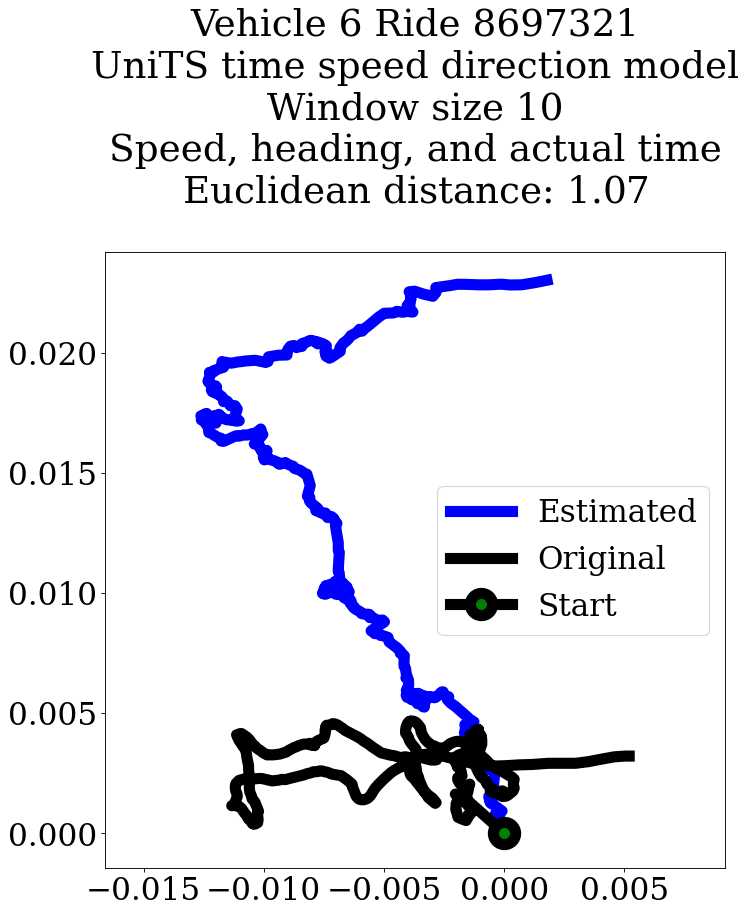 Vehicle 6 Ride 8697321
UniTS time speed direction model
Window size 10
Speed, heading, and actual time
Euclidean distance: 1.07
0.020
0.015
Estimated
Original
0.010
Start
0.005
0.000
−0.015 −0.010 −0.005 0.000 0.005